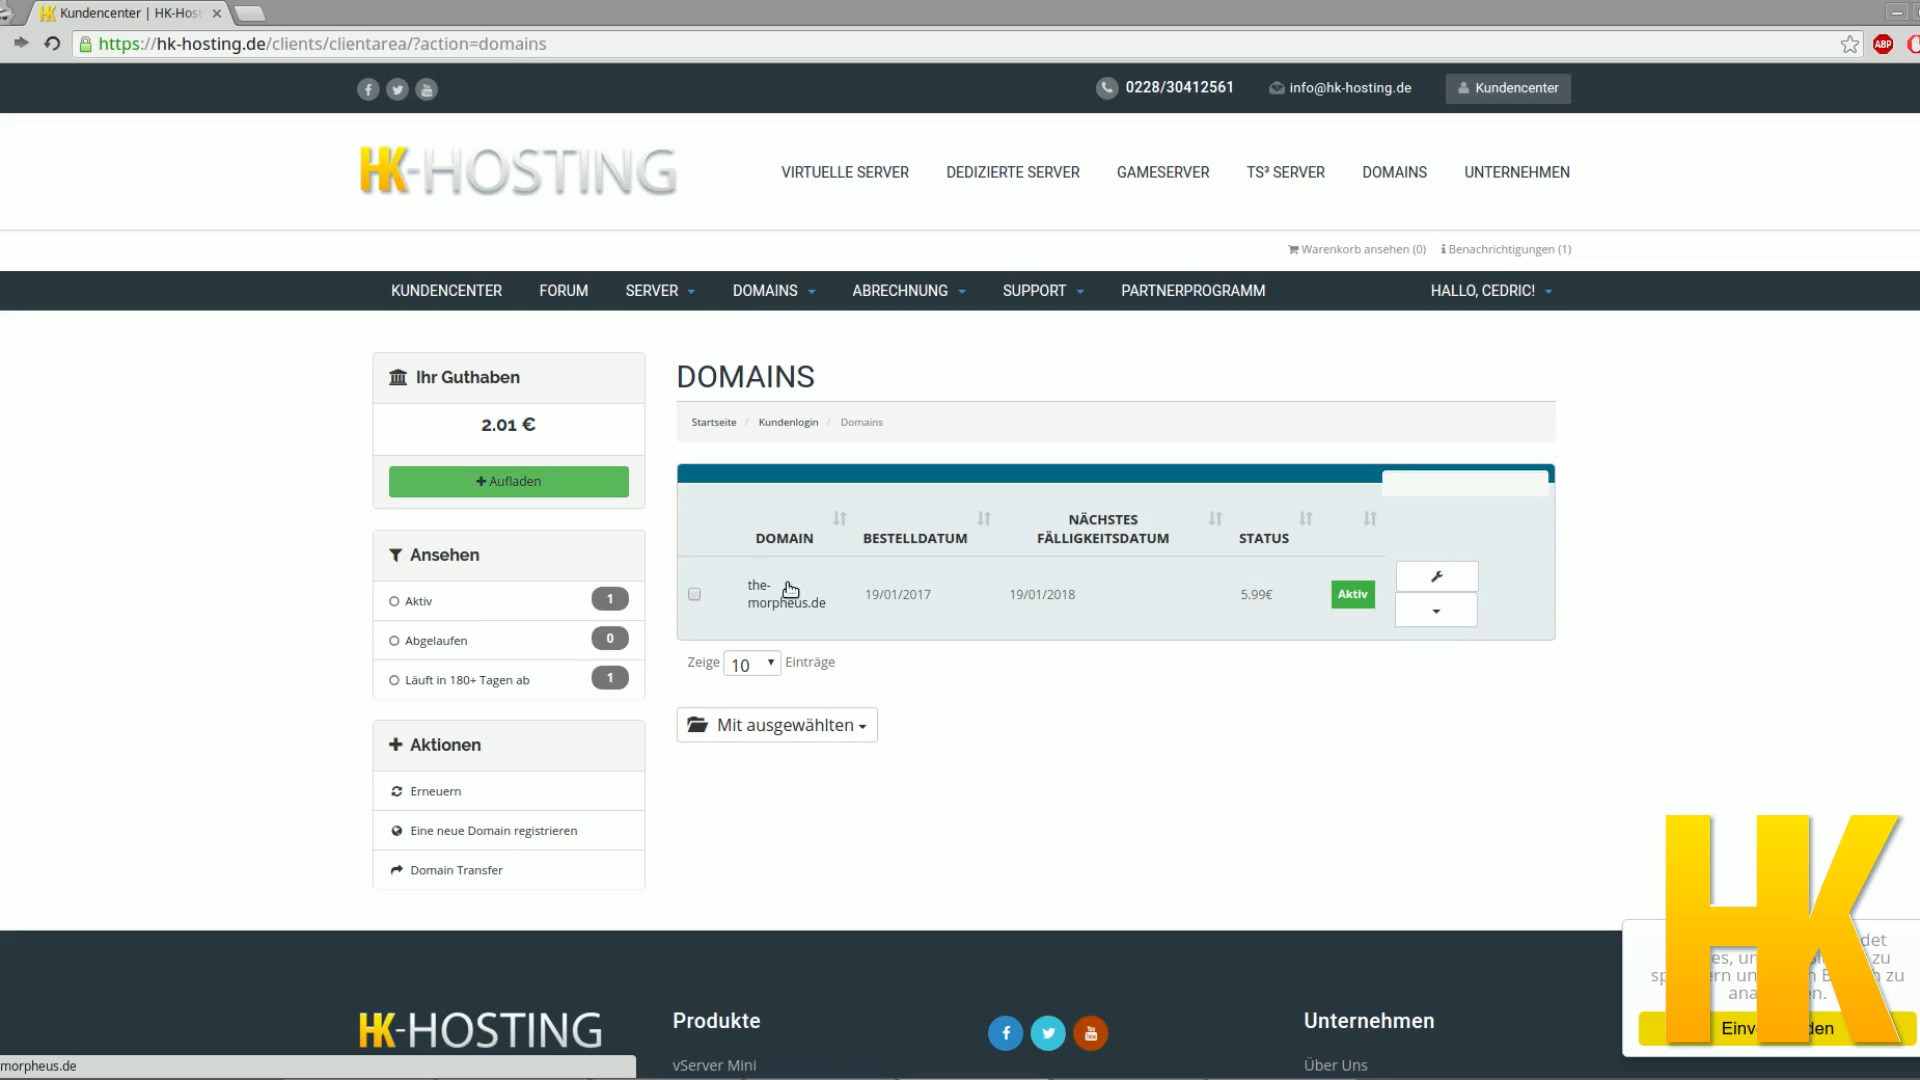 Kundencenter | HK-Hos
https://hk-hosting.de/clients/clientarea/?action=domains
ABP
0228/30412561
info@hk-hosting.de
Kundencenter
HK-HOSTING
VIRTUELLE SERVER
DEDIZIERTE SERVER
GAMESERVER
TS³ SERVER
DOMAINS
UNTERNEHMEN
Warenkorb ansehen (0)
Benachrichtigungen (1)
KUNDENCENTER
FORUM
SERVER
DOMAINS
ABRECHNUNG
SUPPORT
PARTNERPROGRAMM
HALLO, CEDRIC!
Ihr Guthaben
2.01 €
Aufladen
Ansehen
Aktiv 1
Abgelaufen 0
Läuft in 180+ Tagen ab 1
Aktionen
Erneuern
Eine neue Domain registrieren
Domain Transfer
DOMAINS
Startseite / Kundenlogin / Domains
DOMAIN
BESTELLDATUM
NÄCHSTES
FÄLLIGKEITSDATUM
STATUS
the-
morpheus.de
19/01/2017
19/01/2018
5.99€
Aktiv
Zeige 10 Einträge
Mit ausgewählten
HK
zu
zu
HK-HOSTING
Produkte
vServer Mini
Unternehmen
Über Uns
morpheus.de